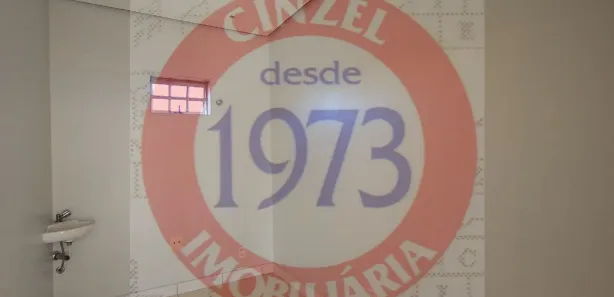 CINZEL
desde
1973
IMOBILIÁRIA